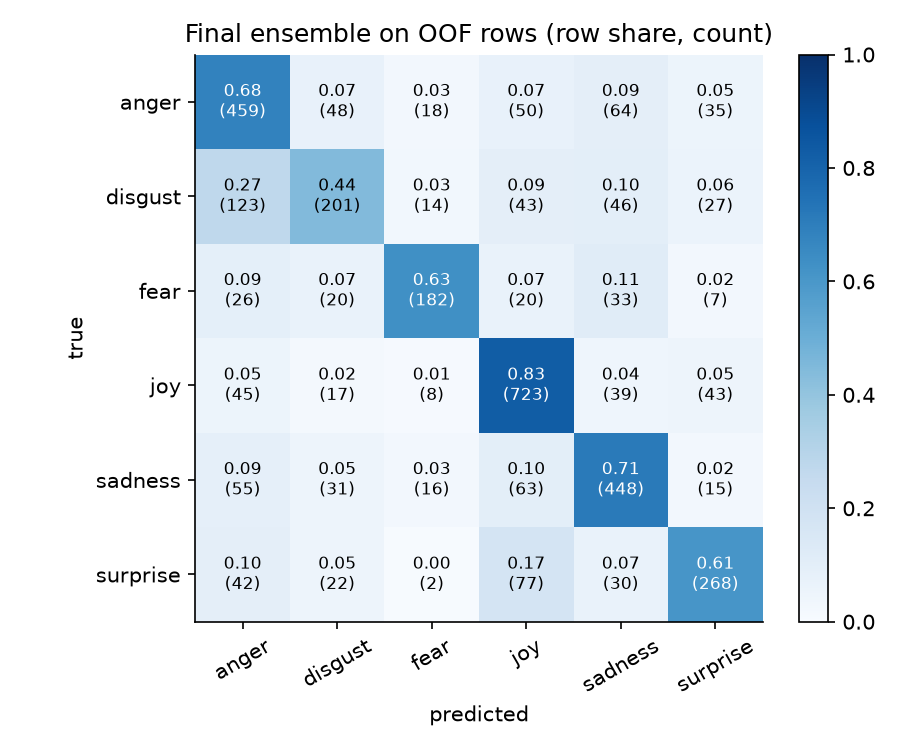 Final ensemble on OOF rows (row share, count)
anger 0.68 0.07 0.03 0.07 0.09 0.05
(459) (48) (18) (50) (64) (35)
disgust 0.27 0.44 0.03 0.09 0.10 0.06
(123) (201) (14) (43) (46) (27)
fear 0.09 0.07 0.63 0.07 0.11 0.02
(26) (20) (182) (20) (33) (7)
joy 0.05 0.02 0.01 0.83 0.04 0.05
(45) (17) (8) (723) (39) (43)
sadness 0.09 0.05 0.03 0.10 0.71 0.02
(55) (31) (16) (63) (448) (15)
surprise 0.10 0.05 0.00 0.17 0.07 0.61
(42) (22) (2) (77) (30) (268)
anger disgust fear joy sadness surprise
predicted
true
1.0
0.8
0.6
0.4
0.2
0.0